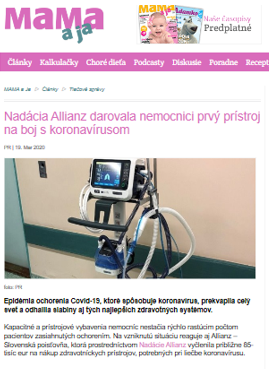 MAMA
a ja
Naše časopisy
Predplatné
Články Kalkulačky Choré dieťa Podcasty Diskusie Poradne Recept
MAMA a Ja Články Tlačové správy
Nadácia Allianz darovala nemocnici prvý prístroj
na boj s koronavírusom
PR | 19. Mar 2020
foto: PR
Epidémia ochorenia Covid-19, ktoré spôsobuje koronavírus, prekvapila celý
svet a odhalila slabiny aj tých najlepších zdravotných systémov.
Kapacitné a prístrojové vybavenia nemocníc nestačia rýchlo rastúcim počtom
pacientov zasiahnutých ochorením. Na vzniknutú situáciu reaguje aj Allianz –
Slovenská poisťovňa, ktorá prostredníctvom Nadácie Allianz vyčlenila približne 85-
tisíc eur na nákup zdravotníckych prístrojov, potrebných pri liečbe koronavírusu.